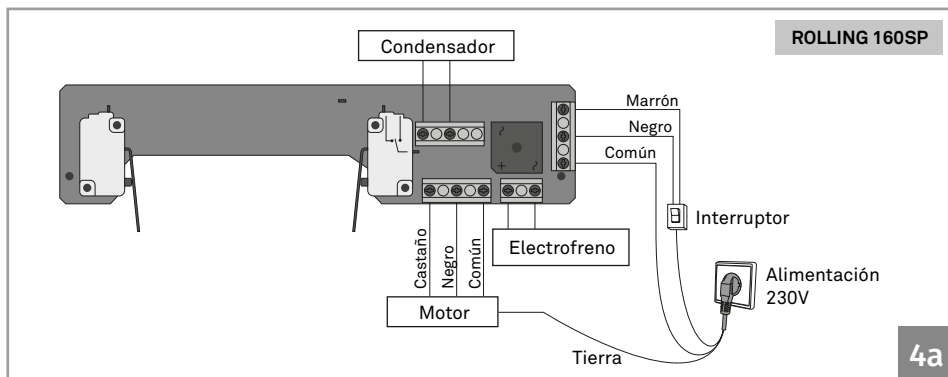 Condensador
ROLLING 160SP
Marrón
Negro
Común
Interruptor
Castaño
Negro
Común
Electrofreno
Motor
Alimentación
230V
Tierra
4a